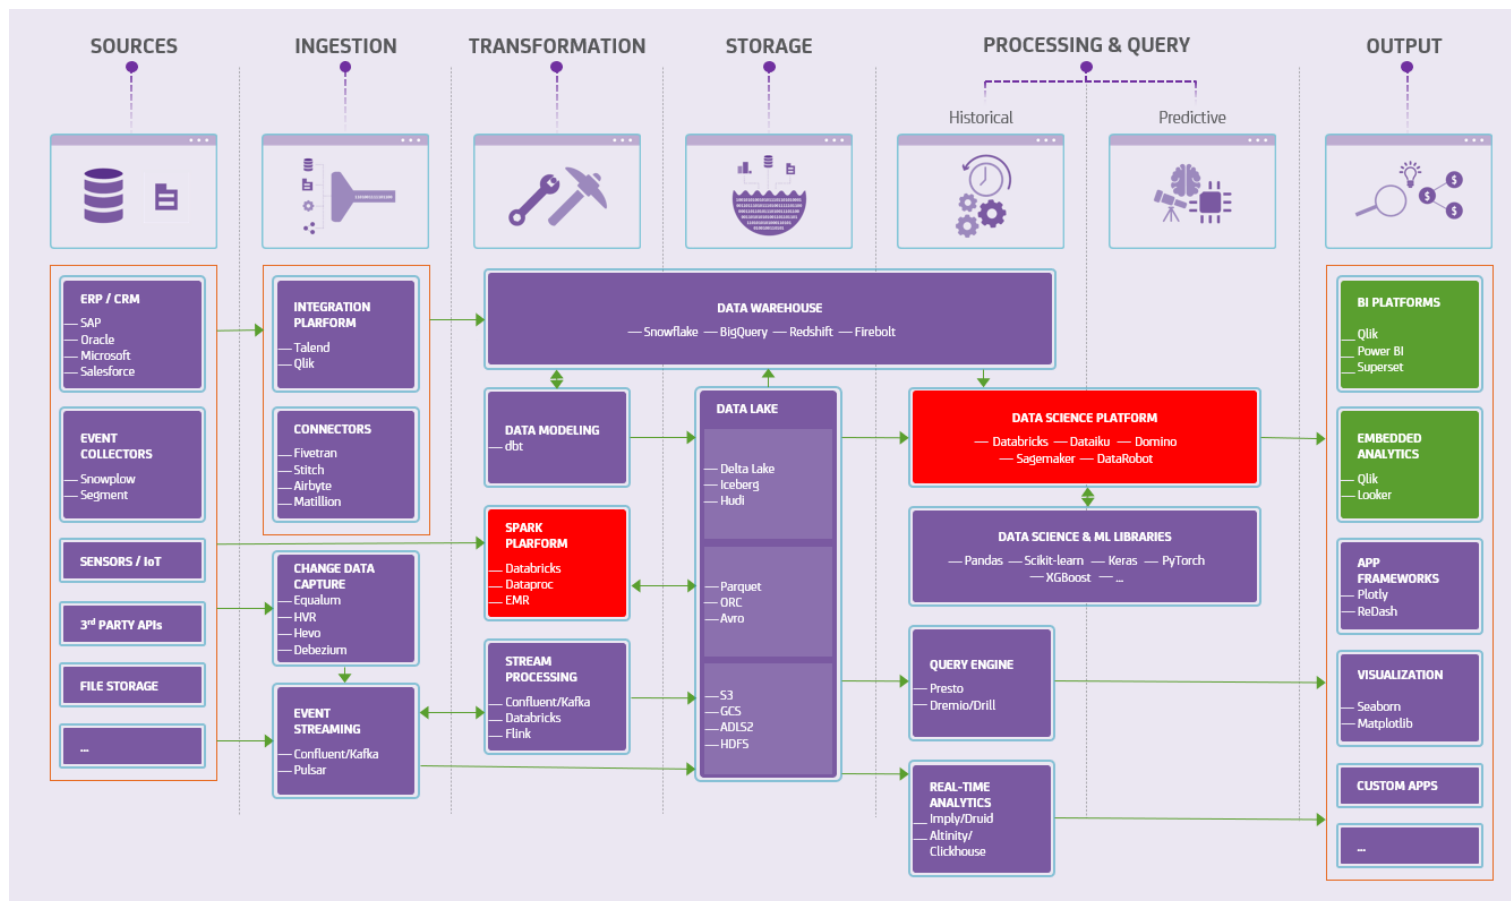 SOURCES
INGESTION
TRANSFORMATION
STORAGE
PROCESSING & QUERY
OUTPUT
Historical
Predictive
ERP / CRM
SAP
Oracle
Microsoft
Salesforce
EVENT
COLLECTORS
Snowplow
Segment
SENSORS / IoT
3rd PARTY APIs
FILE STORAGE
...
INTEGRATION
PLARFORM
Talend
Qlik
CONNECTORS
Fivetran
Stitch
Airbyte
Matillion
CHANGE DATA
CAPTURE
Equalum
HVR
Hevo
Debezium
EVENT
STREAMING
Confluent/Kafka
Pulsar
DATA WAREHOUSE
Snowflake — BigQuery — Redshift — Firebolt
DATA MODELING
dbt
SPARK
PLARFORM
Databricks
Dataproc
EMR
STREAM
PROCESSING
Confluent/Kafka
Databricks
Flink
DATA LAKE
Delta Lake
Iceberg
Hudi
Parquet
ORC
Avro
S3
GCS
ADLS2
HDFS
DATA SCIENCE PLATFORM
— Databricks — Dataiku — Domino
— Sagemaker — DataRobot
DATA SCIENCE & ML LIBRARIES
— Pandas — Scikit-learn — Keras — PyTorch
— XGBoost — ...
QUERY ENGINE
Presto
Dremio/Drill
REAL-TIME
ANALYTICS
Imply/Druid
Altinity/
Clickhouse
BI PLATFORMS
Qlik
Power BI
Superset
EMBEDDED
ANALYTICS
Qlik
Looker
APP
FRAMEWORKS
Plotly
ReDash
VISUALIZATION
Seaborn
Matplotlib
CUSTOM APPS
...